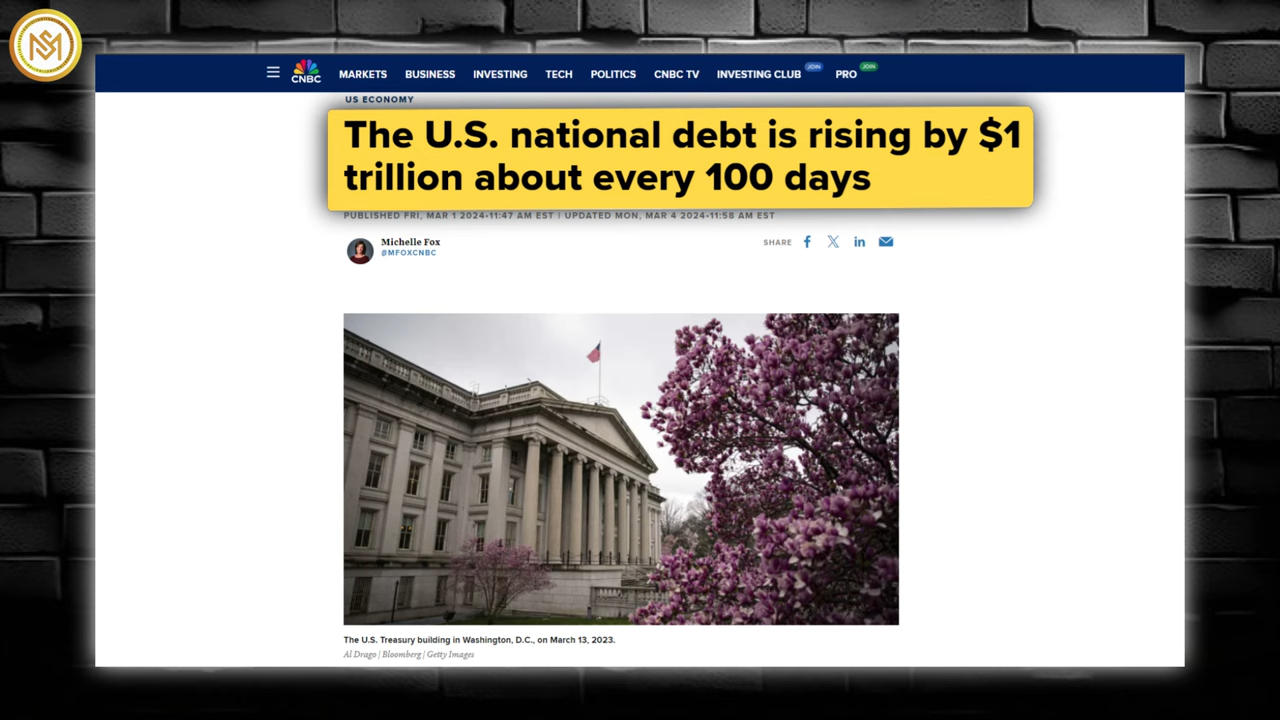 SM
CNBC
MARKETS BUSINESS INVESTING TECH POLITICS CNBC TV INVESTING CLUB JOIN PRO JOIN
US ECONOMY
The U.S. national debt is rising by $1
trillion about every 100 days
PUBLISHED FRI, MAR 1 2024•11:47 AM EST | UPDATED MON, MAR 4 2024•11:58 AM EST
Michelle Fox
@MFOXCNBC
SHARE
The U.S. Treasury building in Washington, D.C., on March 13, 2023.
Al Drago | Bloomberg | Getty Images